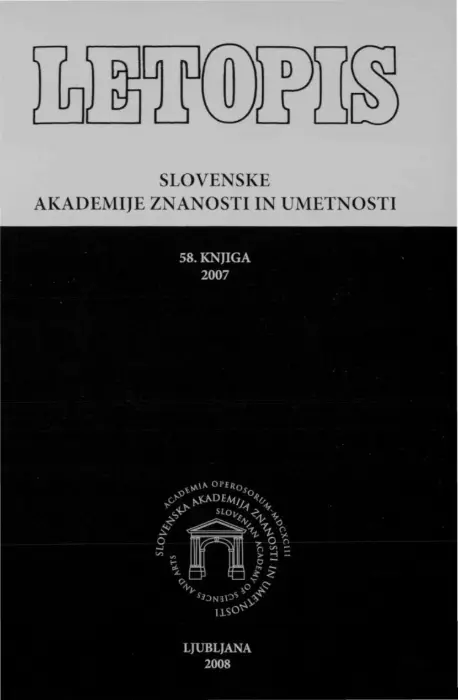 LETOPIS
SLOVENSKE
AKADEMIJE ZNANOSTI IN UMETNOSTI
58. KNJIGA
2007
ACADEMIA OPEROSORUM MDCXCIII
SLOVENSKA AKADEMIJA ZNANOSTI IN UMETNOSTI
SLOVENIAN ACADEMY OF SCIENCES AND ARTS
LJUBLJANA
2008